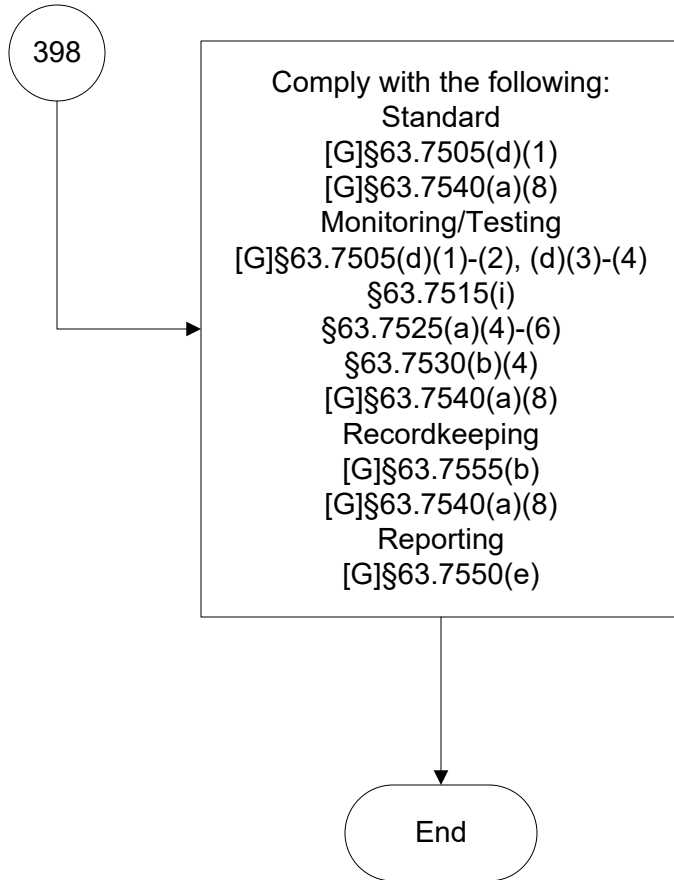 398
Comply with the following:
Standard
[G]§63.7505(d)(1)
[G]§63.7540(a)(8)
Monitoring/Testing
[G]§63.7505(d)(1)-(2), (d)(3)-(4)
§63.7515(i)
§63.7525(a)(4)-(6)
§63.7530(b)(4)
[G]§63.7540(a)(8)
Recordkeeping
[G]§63.7555(b)
[G]§63.7540(a)(8)
Reporting
[G]§63.7550(e)
End